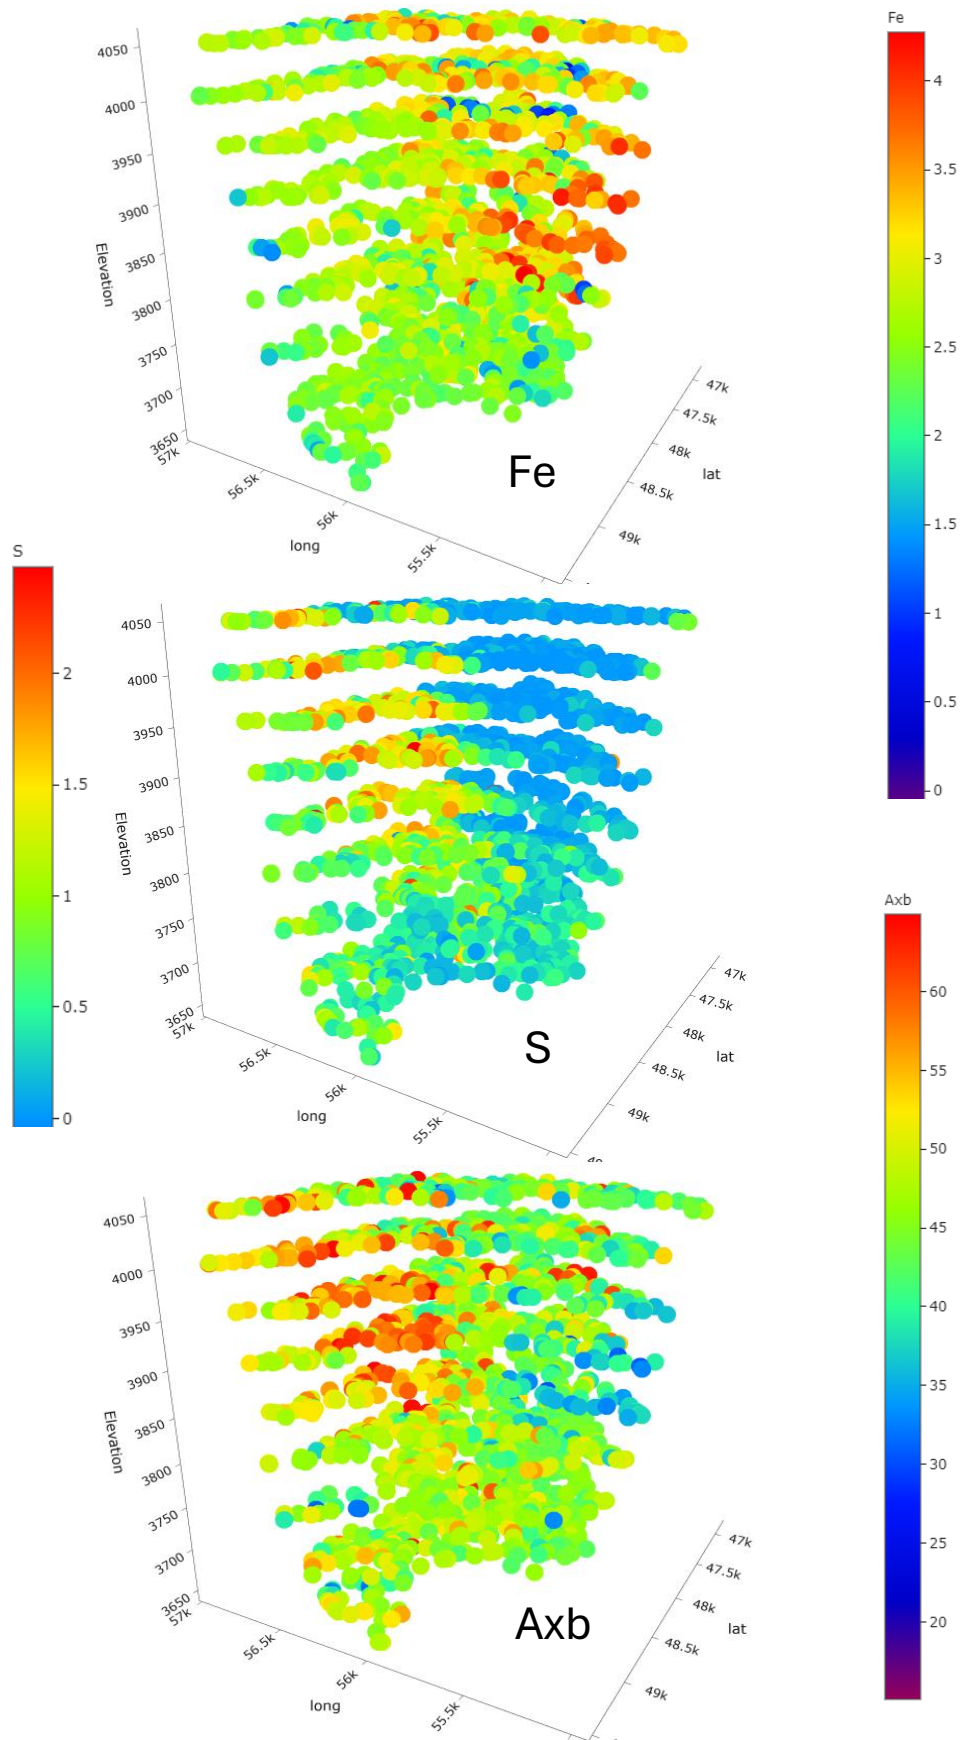 Fe
4
3.5
3
2.5
2
1.5
1
0.5
0
4050
4000
3950
3900
3850
3800
3750
3700
3650
Elevation
57k
56.5k
56k
55.5k
long
47k
47.5k
48k
48.5k
49k
lat
Fe
S
2
1.5
1
0.5
0
4050
4000
3950
3900
3850
3800
3750
3700
3650
Elevation
57k
56.5k
56k
55.5k
long
47k
47.5k
48k
48.5k
49k
lat
S
Axb
60
55
50
45
40
35
30
25
20
4050
4000
3950
3900
3850
3800
3750
3700
3650
Elevation
57k
56.5k
56k
55.5k
long
47k
47.5k
48k
48.5k
49k
lat
Axb